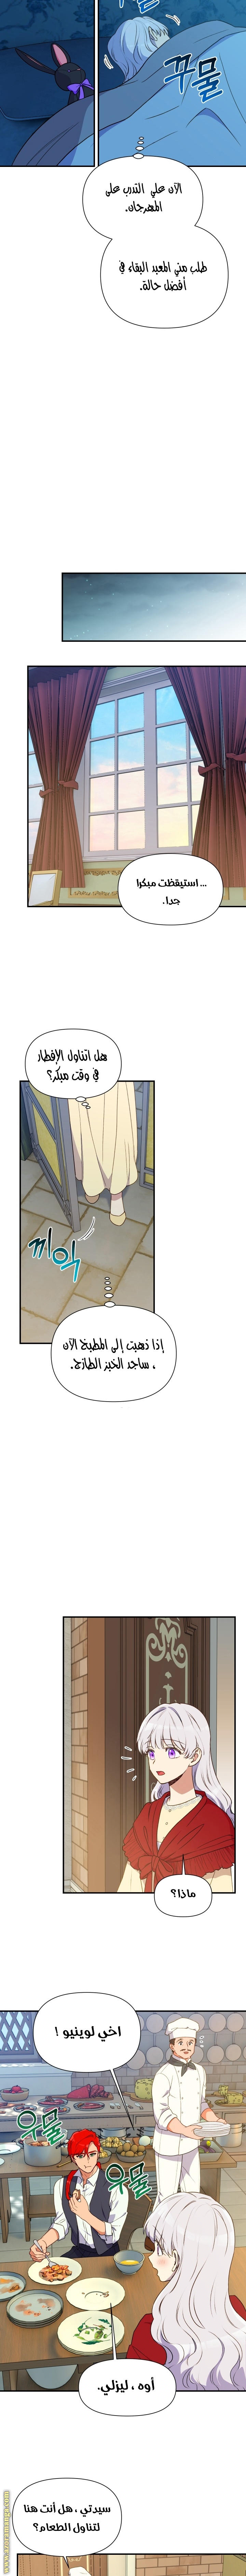 꾸물
الآن علي التدرب على
المهرجان.
طلب مني المعبد البقاء في
أفضل حالة.
... استيقظت مبكرا
جدا.
هل اتناول الإفطار
في وقت مبكر؟
끼익
إذا ذهبت إلى المطبخ الآن
، ساجد الخبز الطازج.
ماذا؟
اخي لوينيو !
우물
우물
أوه ، ليزلي.
سيدتي ، هل أنت هنا
لتناول الطعام؟